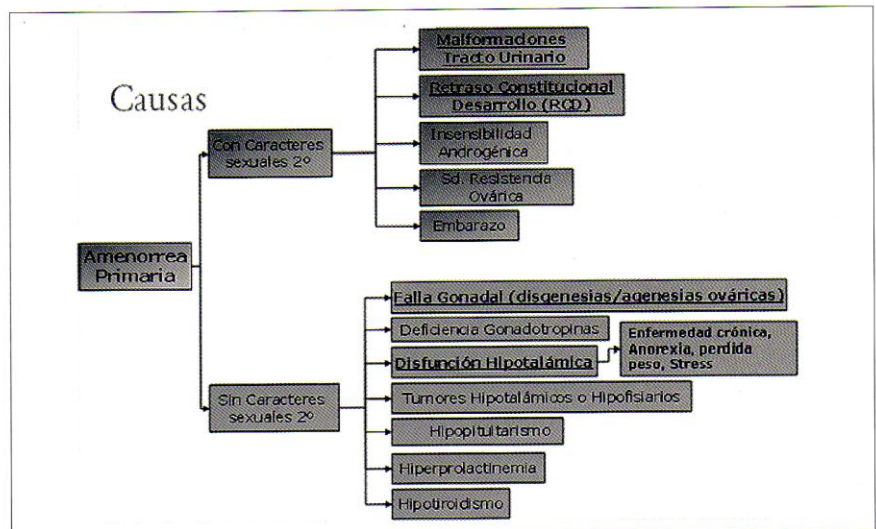 Causas
Amenorrea
Primaria
Con Caracteres
sexuales 2º
Malformaciones
Tracto Urinario
Retraso Constitucional
Desarrollo (RCD)
Insensibilidad
Androgénica
Sd. Resistencia
Ovárica
Embarazo
Sin Caracteres
sexuales 2º
Falla Gonadal (disgenesias/agenesias ováricas)
Deficiencia Gonadotropinas
Disfunción Hipotalámica
Enfermedad crónica,
Anorexia, perdida
peso, Stress
Tumores Hipotalámicos o Hipofisiarios
Hipopituitarismo
Hiperprolactinemia
Hipotiroidismo